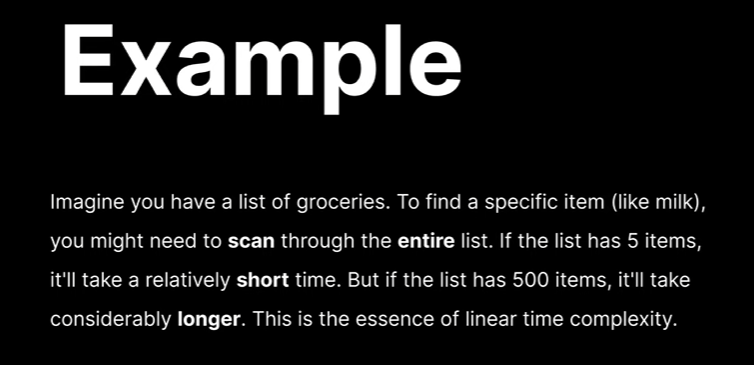 Example
Imagine you have a list of groceries. To find a specific item (like milk),
you might need to scan through the entire list. If the list has 5 items,
it'll take a relatively short time. But if the list has 500 items, it'll take
considerably longer. This is the essence of linear time complexity.